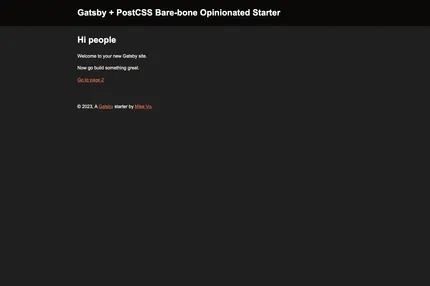 Gatsby + PostCSS Bare-bone Opinionated Starter
Hi people
Welcome to your new Gatsby site.
Now go build something great.
Go to page 2
© 2023, A Gatsby starter by Mike Vo.